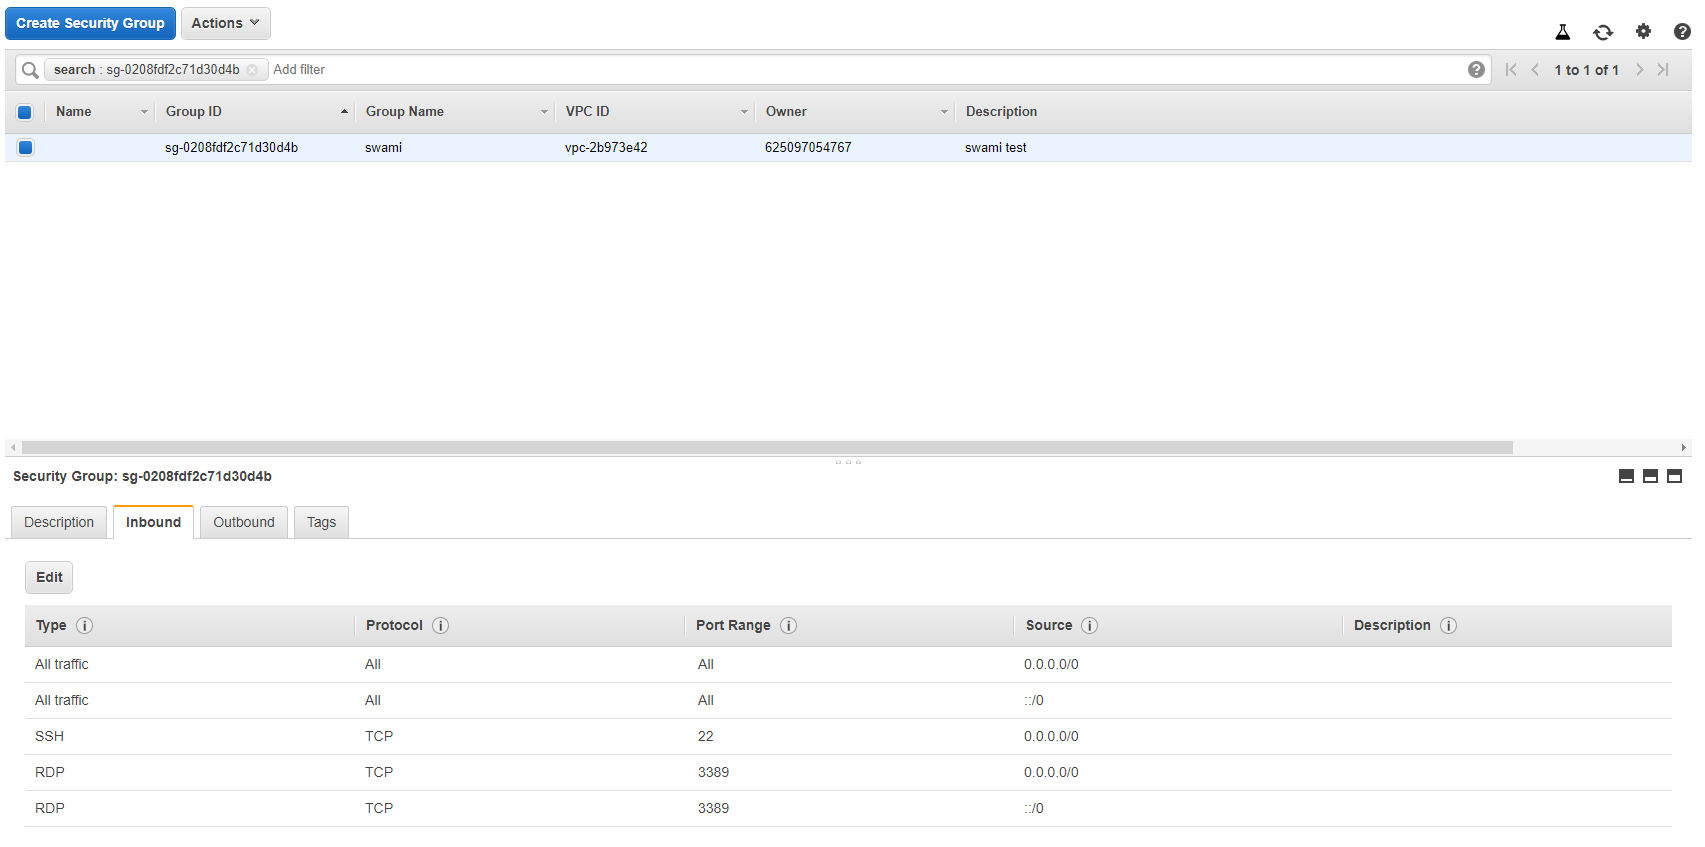 Create Security Group Actions
search : sg-0208fdf2c71d30d4b Add filter 1 to 1 of 1
Name Group ID Group Name VPC ID Owner Description
sg-0208fdf2c71d30d4b swami vpc-2b973e42 625097054767 swami test
Security Group: sg-0208fdf2c71d30d4b
Description Inbound Outbound Tags
Edit
Type Protocol Port Range Source Description
All traffic All All 0.0.0.0/0
All traffic All All ::/0
SSH TCP 22 0.0.0.0/0
RDP TCP 3389 0.0.0.0/0
RDP TCP 3389 ::/0